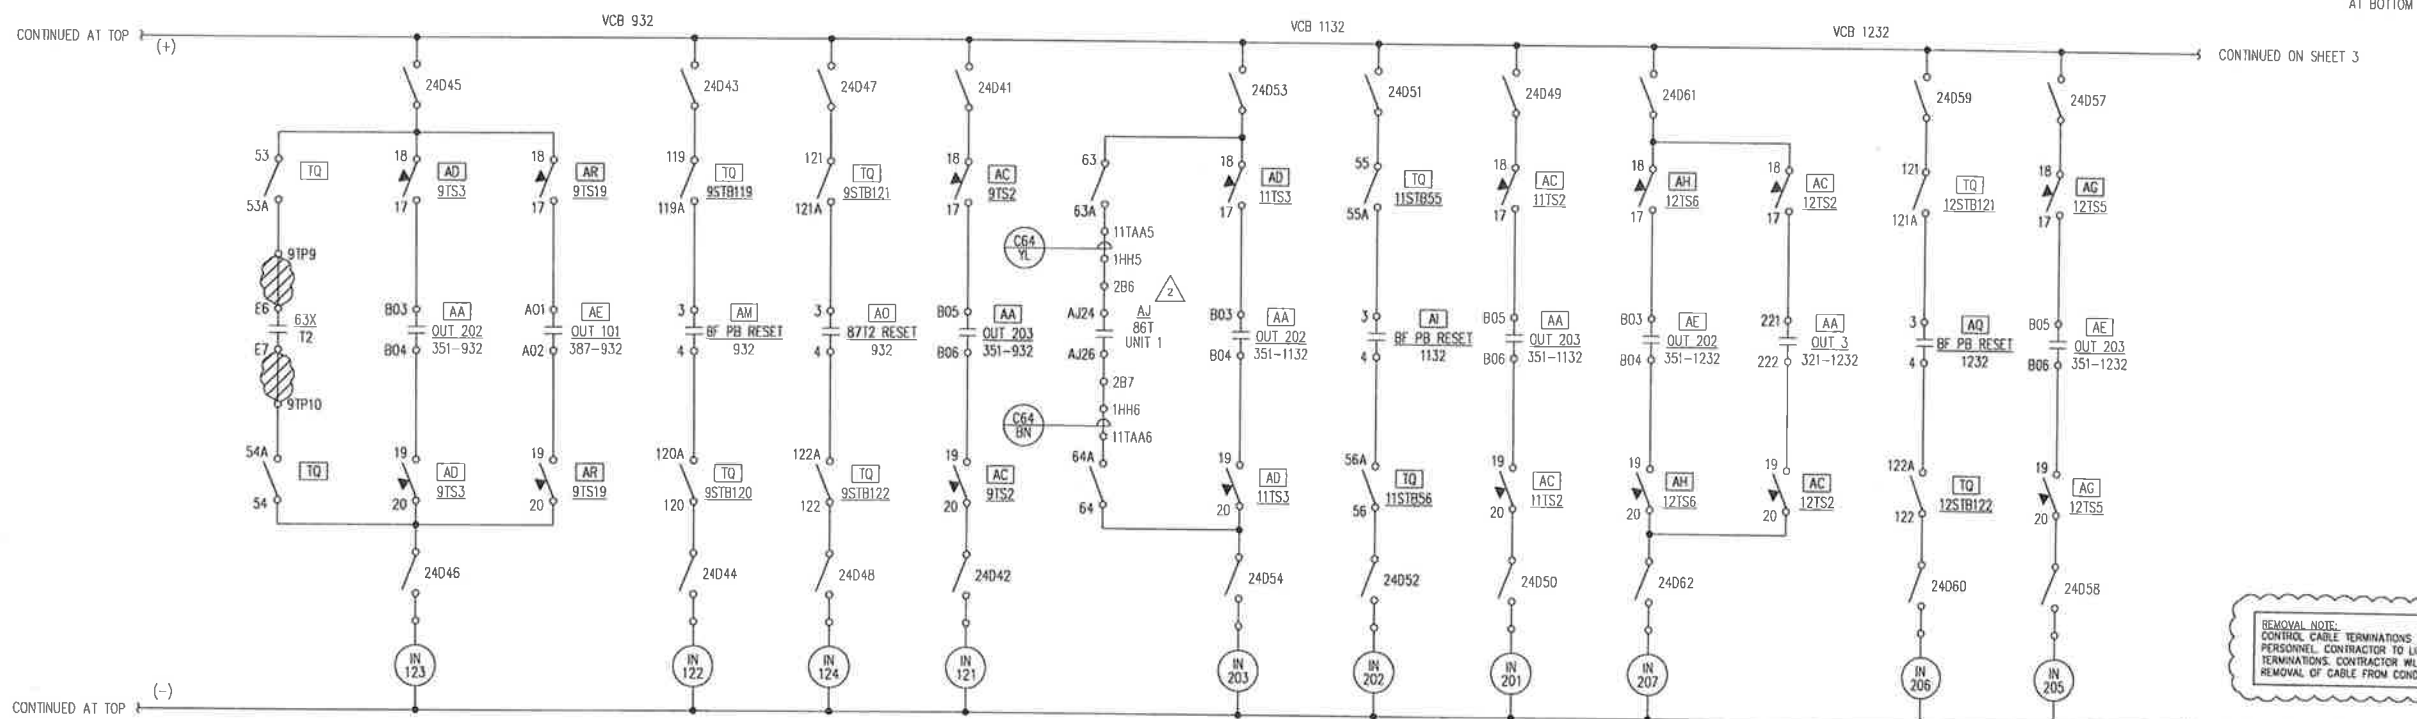 AT BOTTOM
VCB 932
VCB 1132
VCB 1232
CONTINUED AT TOP
(+)
CONTINUED ON SHEET 3
24D45
24D43
24D47
24D41
24D53
24D51
24D49
24D61
24D59
24D57
53
TQ
53A
18
AD
9TS3
17
18
AR
9TS19
17
119
TQ
9STB119
119A
121
TQ
9STB121
121A
18
AC
9TS2
17
63
63A
18
AD
11TS3
17
55
TQ
11STB55
55A
18
AC
11TS2
17
18
AH
12TS6
17
18
AC
12TS2
17
121
TQ
12STB121
121A
18
AG
12TS5
17
9TP9
C64
YL
11TAA5
1HH5
2B6
2
E6
63X
T2
E7
B03
AA
OUT 202
B04
351-932
A01
AE
OUT 101
A02
387-932
3
AM
BF PB RESET
4
932
3
AO
87T2 RESET
4
932
B05
AA
OUT 203
B06
351-932
AJ24
AJ
86T
UNIT 1
AJ26
B03
AA
OUT 202
B04
351-1132
3
AI
BF PB RESET
4
1132
B05
AA
OUT 203
B06
351-1132
B03
AE
OUT 202
B04
351-1232
221
AA
OUT 3
222
321-1232
3
AQ
BF PB RESET
4
1232
B05
AE
OUT 203
B06
351-1232
9TP10
2B7
1HH6
C64
BN
11TAA6
54A
TQ
54
19
AD
9TS3
20
19
AR
9TS19
20
120A
TQ
9STB120
120
122A
TQ
9STB122
122
19
AC
9TS2
20
64A
64
19
AD
11TS3
20
56A
TQ
11STB56
56
19
AC
11TS2
20
19
AH
12TS6
20
19
AC
12TS2
20
122A
TQ
12STB122
122
19
AG
12TS5
20
24D46
24D44
24D48
24D42
24D54
24D52
24D50
24D62
24D60
24D58
IN
123
IN
122
IN
124
IN
121
IN
203
IN
202
IN
201
IN
207
IN
206
IN
205
REMOVAL NOTE:
CONTROL CABLE TERMINATIONS
PERSONNEL. CONTRACTOR TO
TERMINATIONS. CONTRACTOR
REMOVAL OF CABLE FROM
(-)
CONTINUED AT TOP